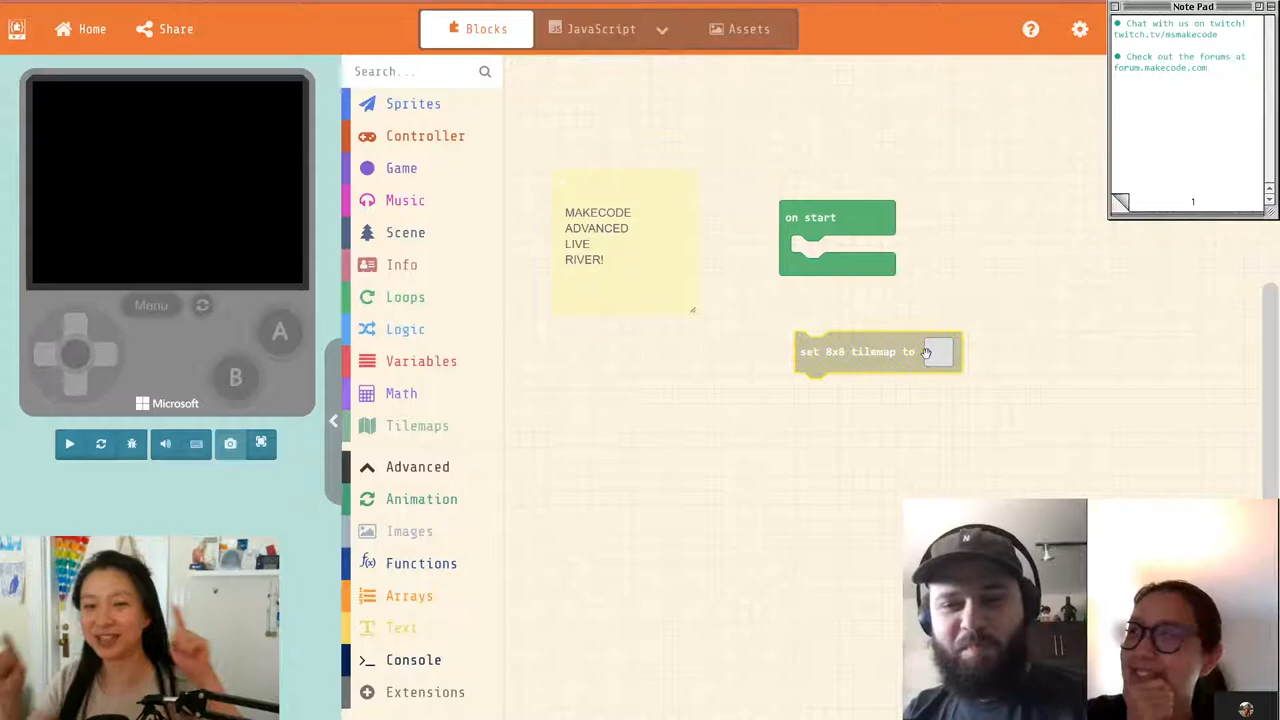 Home
Share
Blocks
JavaScript
Assets
Note Pad
Chat with us on twitch!
twitch.tv/msmakecode
Check out the forums at
forum.makecode.com
1
Search...
Sprites
Controller
Game
Music
Scene
Info
Loops
Logic
Variables
Math
Tilemaps
Advanced
Animation
Images
Functions
Arrays
Text
Console
Extensions
Menu
A
B
Microsoft
MAKECODE
ADVANCED
LIVE
RIVER!
on start
set 8x8 tilemap to